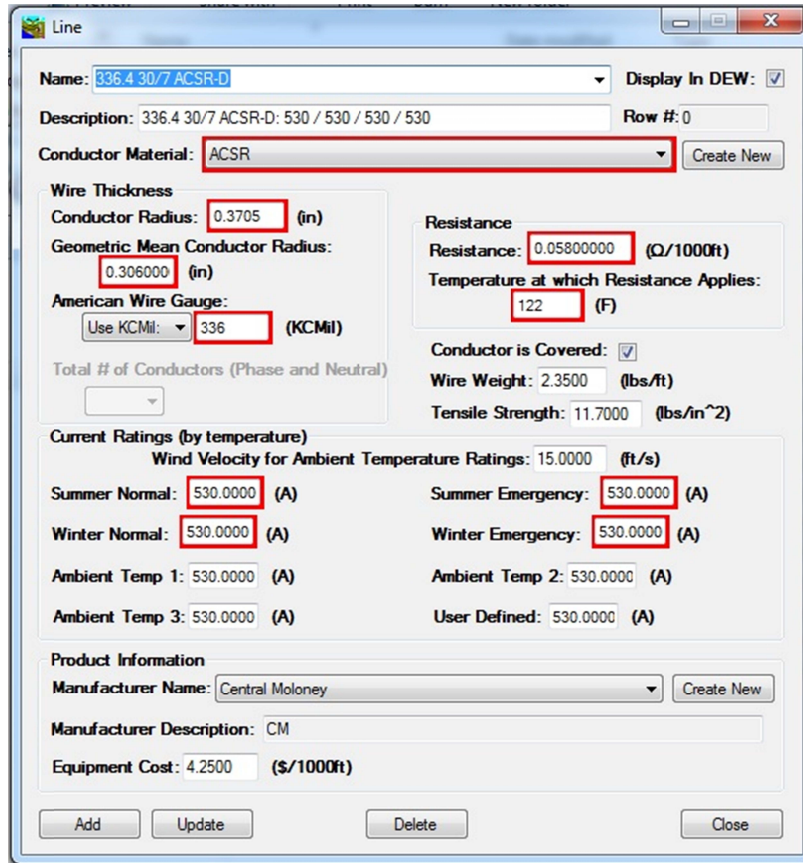 Line
Name: 336.4 30/7 ACSR-D
Display In DEW:
Description: 336.4 30/7 ACSR-D: 530 / 530 / 530 / 530
Row #: 0
Conductor Material: ACSR
Create New
Wire Thickness
Conductor Radius: 0.3705 (in)
Geometric Mean Conductor Radius:
0.306000 (in)
American Wire Gauge:
Use KCMil: 336 (KCMil)
Total # of Conductors (Phase and Neutral)
Resistance
Resistance: 0.05800000 (Ω/1000ft)
Temperature at which Resistance Applies:
122 (F)
Conductor is Covered:
Wire Weight: 2.3500 (lbs/ft)
Tensile Strength: 11.7000 (lbs/in^2)
Current Ratings (by temperature)
Wind Velocity for Ambient Temperature Ratings: 15.0000 (ft/s)
Summer Normal: 530.0000 (A)
Summer Emergency: 530.0000 (A)
Winter Normal: 530.0000 (A)
Winter Emergency: 530.0000 (A)
Ambient Temp 1: 530.0000 (A)
Ambient Temp 2: 530.0000 (A)
Ambient Temp 3: 530.0000 (A)
User Defined: 530.0000 (A)
Product Information
Manufacturer Name: Central Moloney
Create New
Manufacturer Description: CM
Equipment Cost: 4.2500 ($/1000ft)
Add
Update
Delete
Close